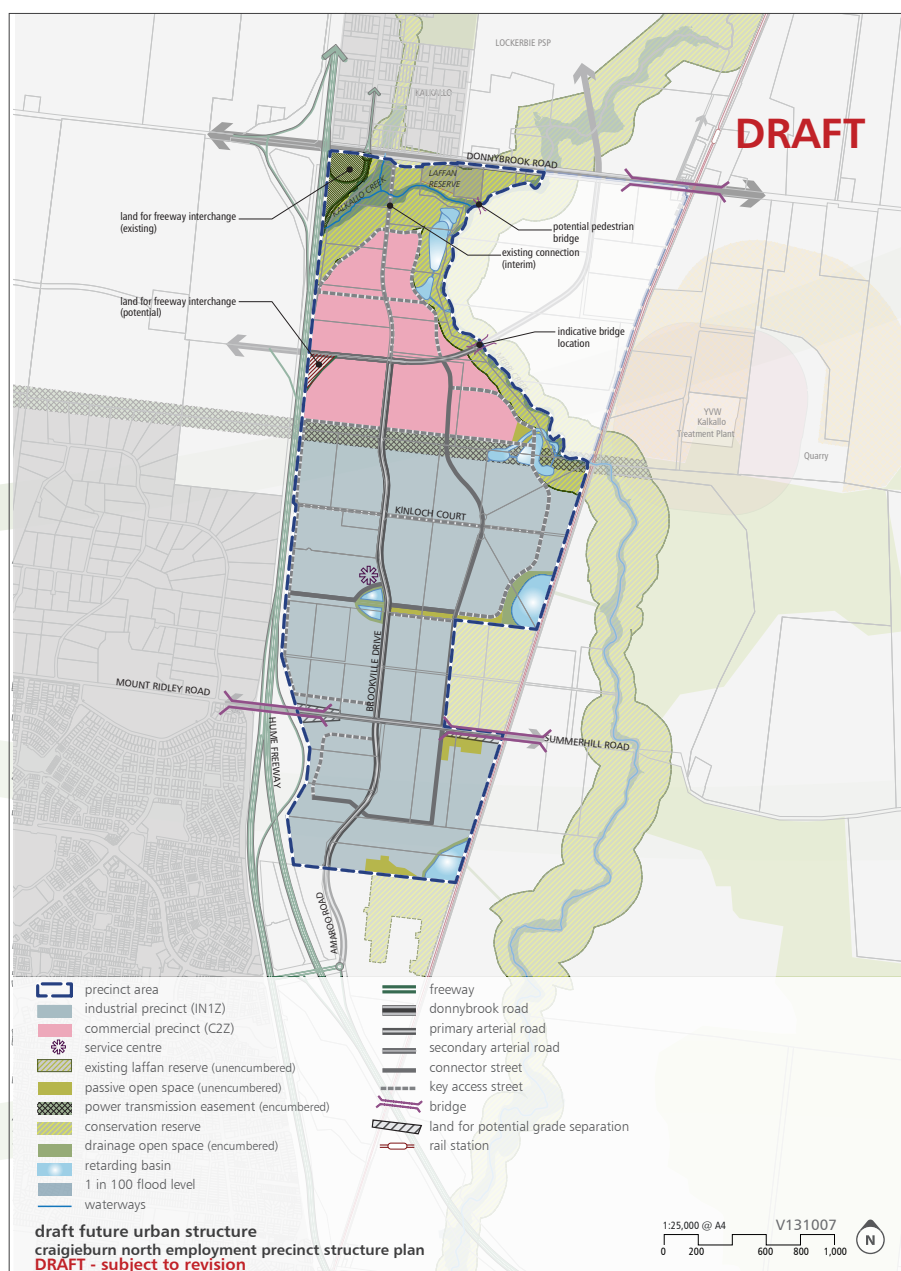 LOCKERBIE PSP
KALKALLO
DRAFT
DONNYBROOK ROAD
LAFFAN
RESERVE
KALKALLO CREEK
land for freeway interchange
(existing)
potential pedestrian
bridge
existing connection
(interim)
land for freeway interchange
(potential)
indicative bridge
location
YVW
Kalkallo
Treatment Plant
Quarry
KINLOCH COURT
BROOKVILLE DRIVE
MOUNT RIDLEY ROAD
HUME FREEWAY
SUMMERHILL ROAD
AMAROO ROAD
precinct area
industrial precinct (IN1Z)
commercial precinct (C2Z)
service centre
existing laffan reserve (unencumbered)
passive open space (unencumbered)
power transmission easement (encumbered)
conservation reserve
drainage open space (encumbered)
retarding basin
1 in 100 flood level
waterways
freeway
donnybrook road
primary arterial road
secondary arterial road
connector street
key access street
bridge
land for potential grade separation
rail station
draft future urban structure
craigieburn north employment precinct structure plan
DRAFT - subject to revision
1:25,000 @ A4
V131007
0 200 600 800 1,000
N